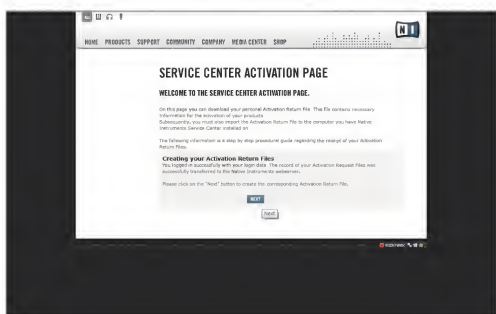 NI
HOME PRODUCTS SUPPORT COMMUNITY COMPANY MEDIA CENTER SHOP
SERVICE CENTER ACTIVATION PAGE
WELCOME TO THE SERVICE CENTER ACTIVATION PAGE.
On this page you can download your personal Activation Return File. This File contains necessary
information for the activation of your products
Subsequently, you must also import the Activation Return File to the computer you have Native
Instruments Service Center installed on
The following information is a step by step procedural guide regarding the receipt of your Activation
Return Files.
Creating your Activation Return Files
You logged in successfully with your login data. The record of your Activation Request Files was
successfully transferred to the Native Instruments webserver.
Please click on the "Next" button to create the corresponding Activation Return File.
NEXT
Next